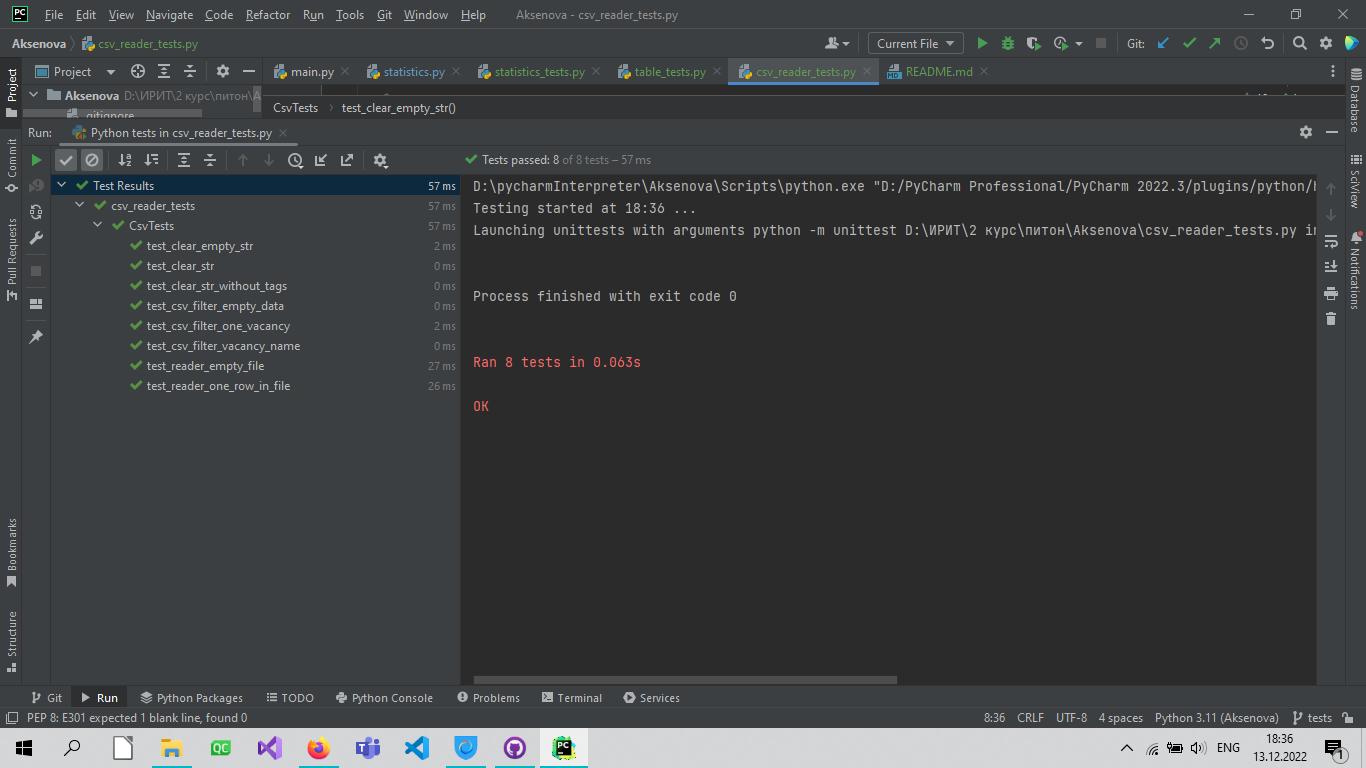 PC File Edit View Navigate Code Refactor Run Tools Git Window Help Aksenova - csv_reader_tests.py
Aksenova csv_reader_tests.py Current File Git:
Project main.py statistics.py statistics_tests.py table_tests.py csv_reader_tests.py README.md
Aksenova D:\ИРИТ\2 курс\питон\A
.gitignore
CsvTests test_clear_empty_str()
Run: Python tests in csv_reader_tests.py
Tests passed: 8 of 8 tests – 57 ms
Test Results 57 ms
csv_reader_tests 57 ms
CsvTests 57 ms
test_clear_empty_str 2 ms
test_clear_str 0 ms
test_clear_str_without_tags 0 ms
test_csv_filter_empty_data 0 ms
test_csv_filter_one_vacancy 2 ms
test_csv_filter_vacancy_name 0 ms
test_reader_empty_file 27 ms
test_reader_one_row_in_file 26 ms
D:\pycharmInterpreter\Aksenova\Scripts\python.exe "D:/PyCharm Professional/PyCharm 2022.3/plugins/python/h
Testing started at 18:36 ...
Launching unittests with arguments python -m unittest D:\ИРИТ\2 курс\питон\Aksenova\csv_reader_tests.py in
Process finished with exit code 0
Ran 8 tests in 0.063s
OK
Project
Commit
Pull Requests
Bookmarks
Structure
Database
SciView
Notifications
Git Run Python Packages TODO Python Console Problems Terminal Services
PEP 8: E301 expected 1 blank line, found 0 8:36 CRLF UTF-8 4 spaces Python 3.11 (Aksenova) tests
QC PC ENG 18:36
13.12.2022 1